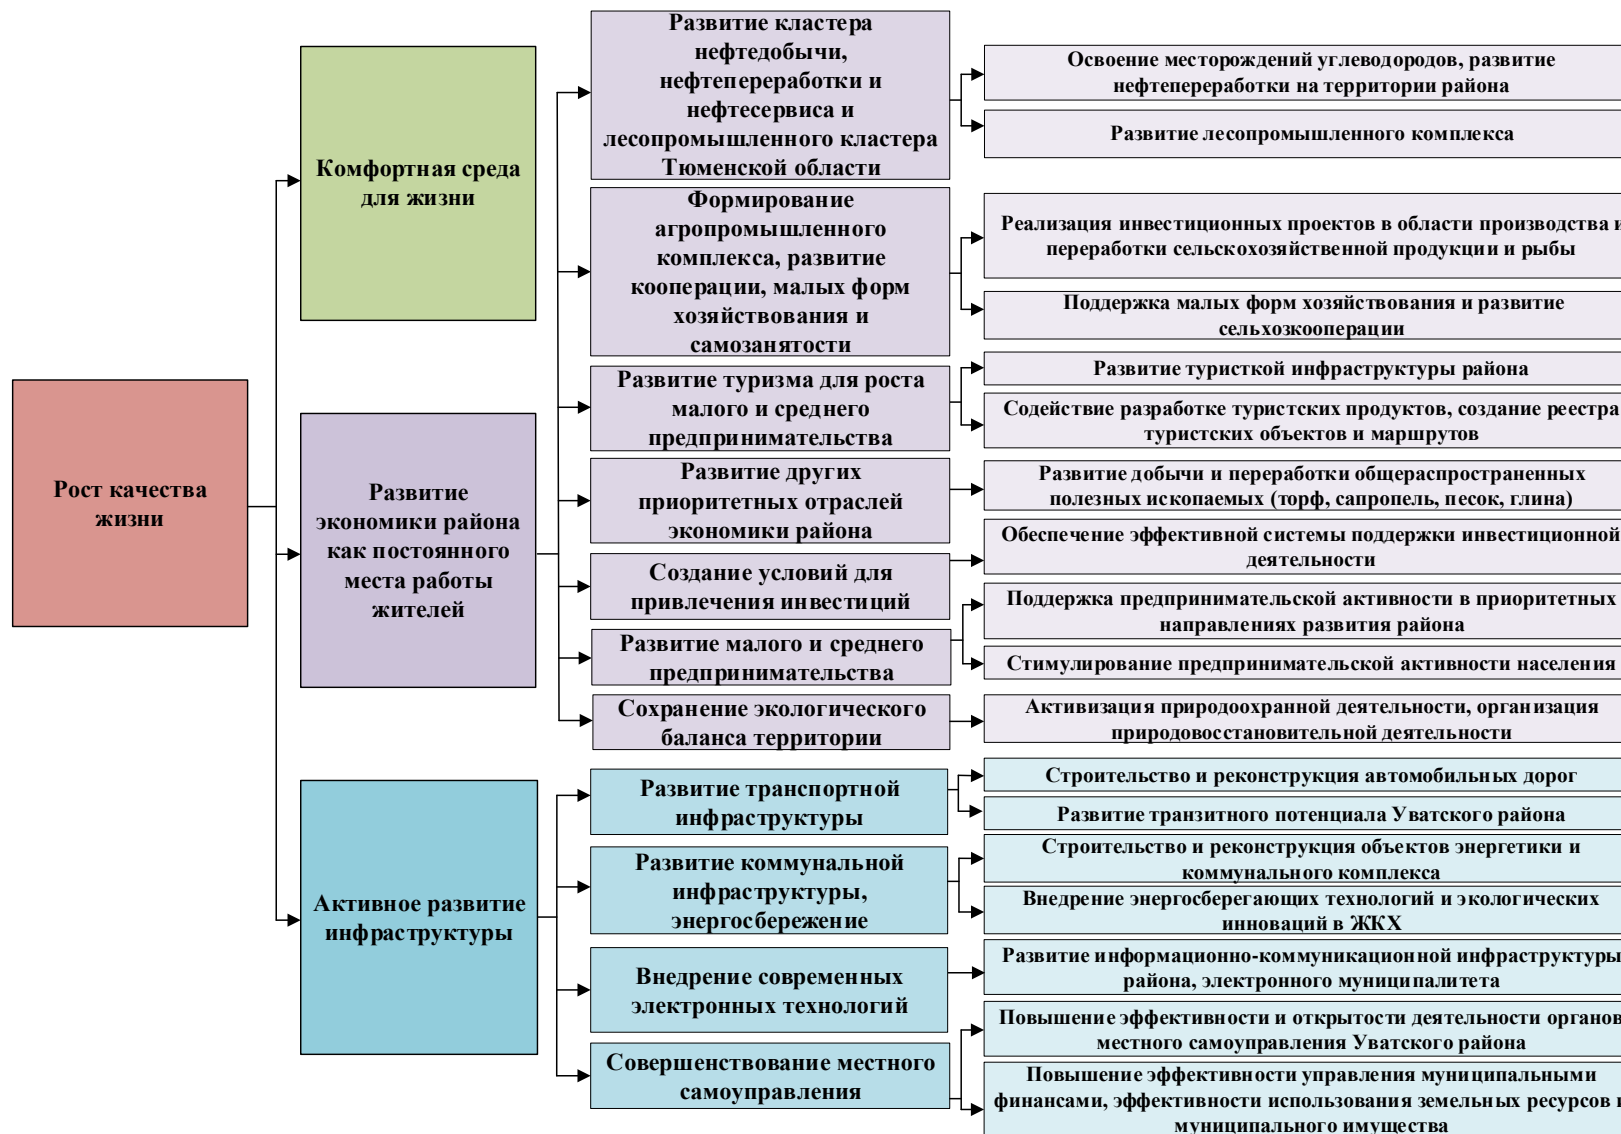 Рост качества
жизни
Комфортная среда
для жизни
Развитие
экономики района
как постоянного
места работы
жителей
Активное развитие
инфраструктуры
Развитие кластера
нефтедобычи,
нефтепереработки и
нефтесервиса и
лесопромышленного кластера
Тюменской области
Формирование
агропромышленного
комплекса, развитие
кооперации, малых форм
хозяйствования и
самозанятости
Развитие туризма для роста
малого и среднего
предпринимательства
Развитие других
приоритетных отраслей
экономики района
Создание условий для
привлечения инвестиций
Развитие малого и среднего
предпринимательства
Сохранение экологического
баланса территории
Развитие транспортной
инфраструктуры
Развитие коммунальной
инфраструктуры,
энергосбережение
Внедрение современных
электронных технологий
Совершенствование местного
самоуправления
Освоение месторождений углеводородов, развитие
нефтепереработки на территории района
Развитие лесопромышленного комплекса
Реализация инвестиционных проектов в области производства и
переработки сельскохозяйственной продукции и рыбы
Поддержка малых форм хозяйствования и развитие
сельхозкооперации
Развитие туристкой инфраструктуры района
Содействие разработке туристских продуктов, создание реестра
туристских объектов и маршрутов
Развитие добычи и переработки общераспространенных
полезных ископаемых (торф, сапропель, песок, глина)
Обеспечение эффективной системы поддержки инвестиционной
деятельности
Поддержка предпринимательской активности в приоритетных
направлениях развития района
Стимулирование предпринимательской активности населения
Активизация природоохранной деятельности, организация
природовосстановительной деятельности
Строительство и реконструкция автомобильных дорог
Развитие транзитного потенциала Уватского района
Строительство и реконструкция объектов энергетики и
коммунального комплекса
Внедрение энергосберегающих технологий и экологических
инноваций в ЖКХ
Развитие информационно-коммуникационной инфраструктуры
района, электронного муниципалитета
Повышение эффективности и открытости деятельности органов
местного самоуправления Уватского района
Повышение эффективности управления муниципальными
финансами, эффективности использования земельных ресурсов и
муниципального имущества